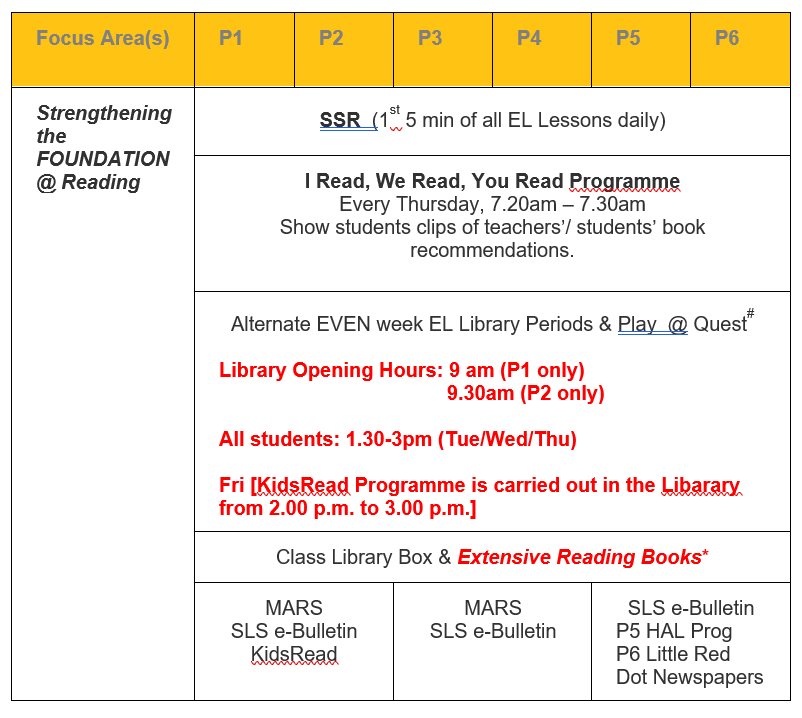 Focus Area(s) P1 P2 P3 P4 P5 P6
Strengthening
the
FOUNDATION
@ Reading
SSR (1st 5 min of all EL Lessons daily)
I Read, We Read, You Read Programme
Every Thursday, 7.20am – 7.30am
Show students clips of teachers’/ students’ book
recommendations.
Alternate EVEN week EL Library Periods & Play @ Quest#
Library Opening Hours: 9 am (P1 only)
9.30am (P2 only)
All students: 1.30-3pm (Tue/Wed/Thu)
Fri [KidsRead Programme is carried out in the Libarary
from 2.00 p.m. to 3.00 p.m.]
Class Library Box & Extensive Reading Books*
MARS
SLS e-Bulletin
KidsRead
MARS
SLS e-Bulletin
SLS e-Bulletin
P5 HAL Prog
P6 Little Red
Dot Newspapers